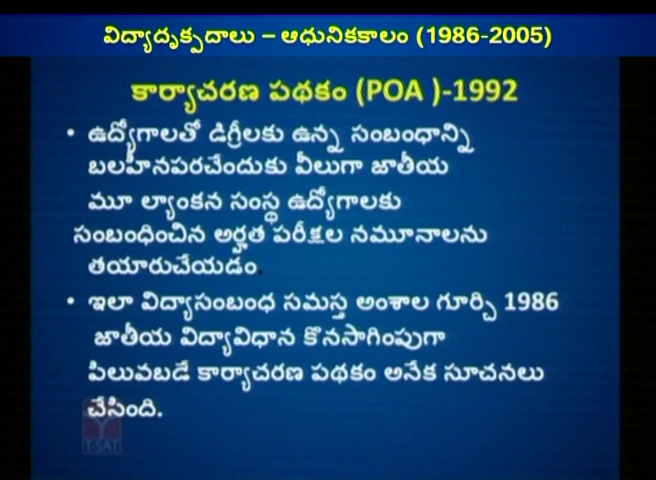 విద్యాదృక్పదాలు – ఆధునికకాలం (1986-2005)
కార్యాచరణ పథకం (POA )-1992
• ఉద్యోగాలతో డిగ్రీలకు ఉన్న సంబంధాన్ని
బలహీనపరచేందుకు వీలుగా జాతీయ
మూ ల్యాంకన సంస్థ ఉద్యోగాలకు
సంబంధించిన అర్హత పరీక్షల నమూనాలను
తయారుచేయడం.
• ఇలా విద్యాసంబంధ సమస్త అంశాల గూర్చి 1986
జాతీయ విద్యావిధాన కొనసాగింపుగా
పిలువబడే కార్యాచరణ పథకం అనేక సూచనలు
చేసింది.
T-SAT